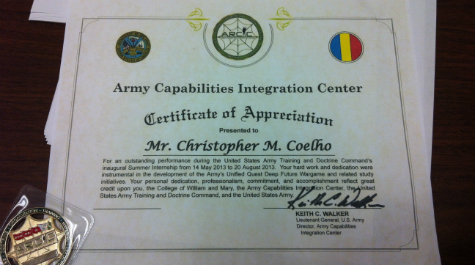 ARCIC
Army Capabilities Integration Center
Certificate of Appreciation
Presented to
Mr. Christopher M. Coelho
For an outstanding performance during the United States Army Training and Doctrine Command's
inaugural Summer Internship from 14 May 2013 to 20 August 2013. Your hard work and dedication were
instrumental in the development of the Army's Unified Quest Deep Future Wargame and related study
initiatives. Your personal dedication, professionalism, commitment, and accomplishment reflect great
credit upon you, the College of William and Mary, the Army Capabilities Integration Center, the United
States Army Training and Doctrine Command, and the United States Army.
KEITH C. WALKER
Lieutenant General, U.S. Army
Director, Army Capabilities
Integration Center